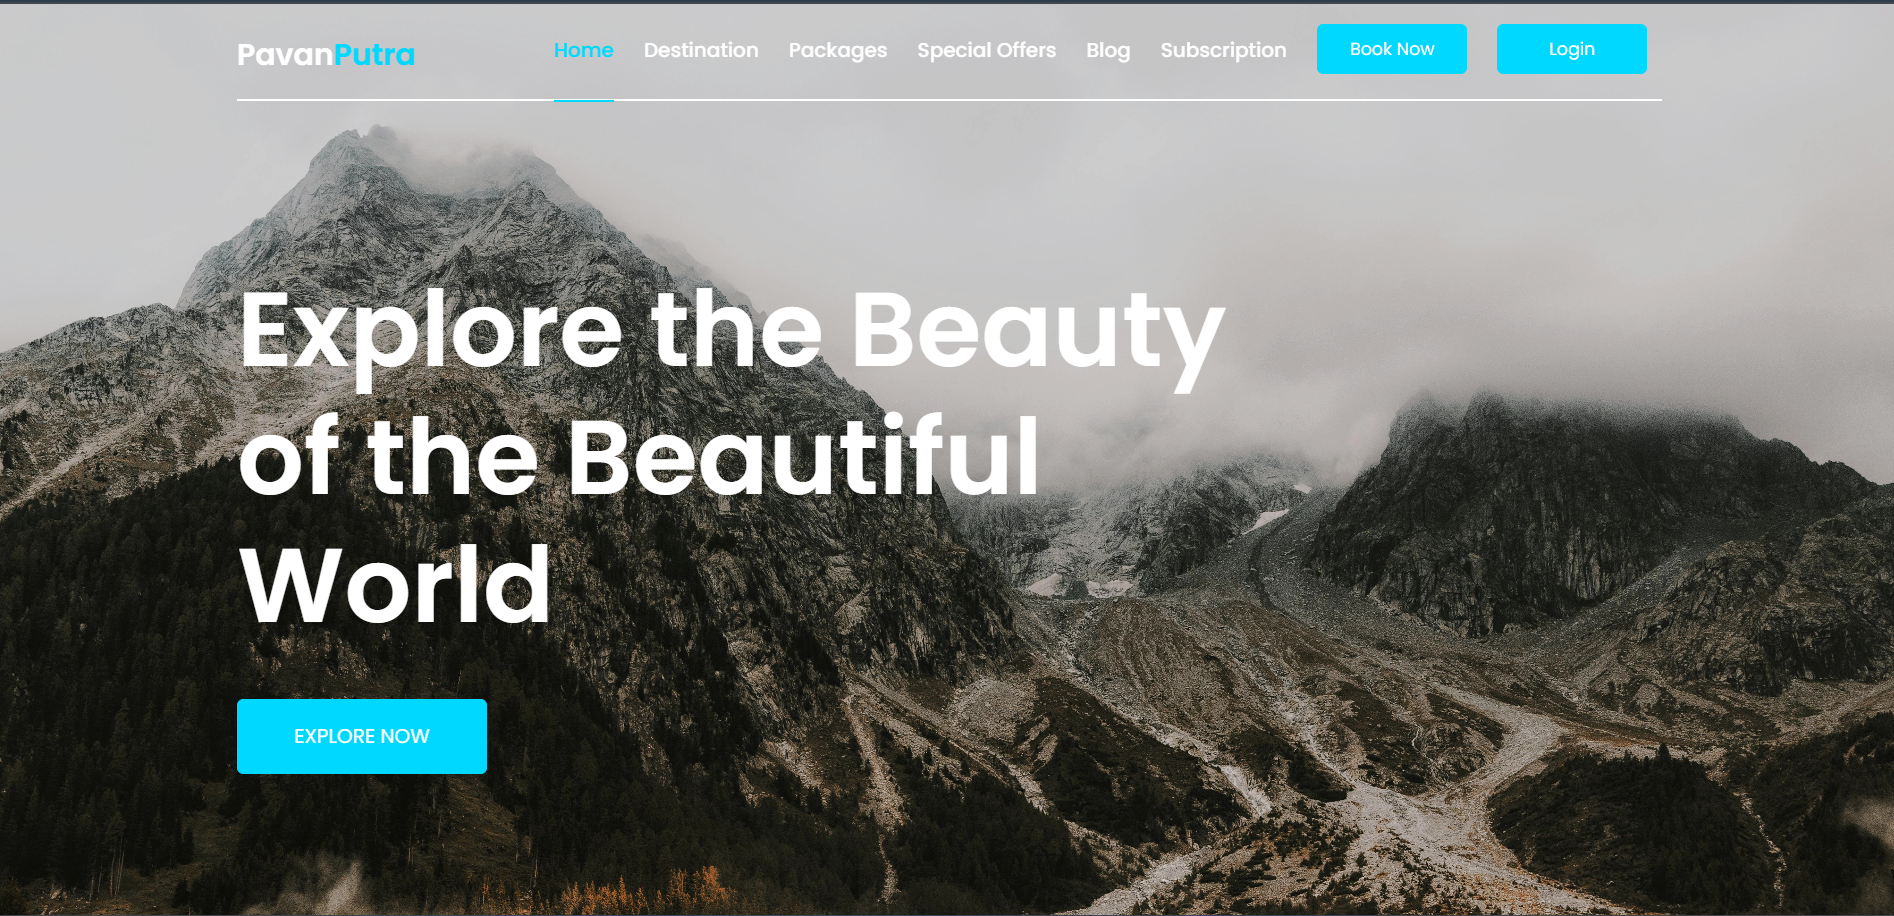 PavanPutra
Home Destination Packages Special Offers Blog Subscription Book Now Login
Explore the Beauty
of the Beautiful
World
EXPLORE NOW